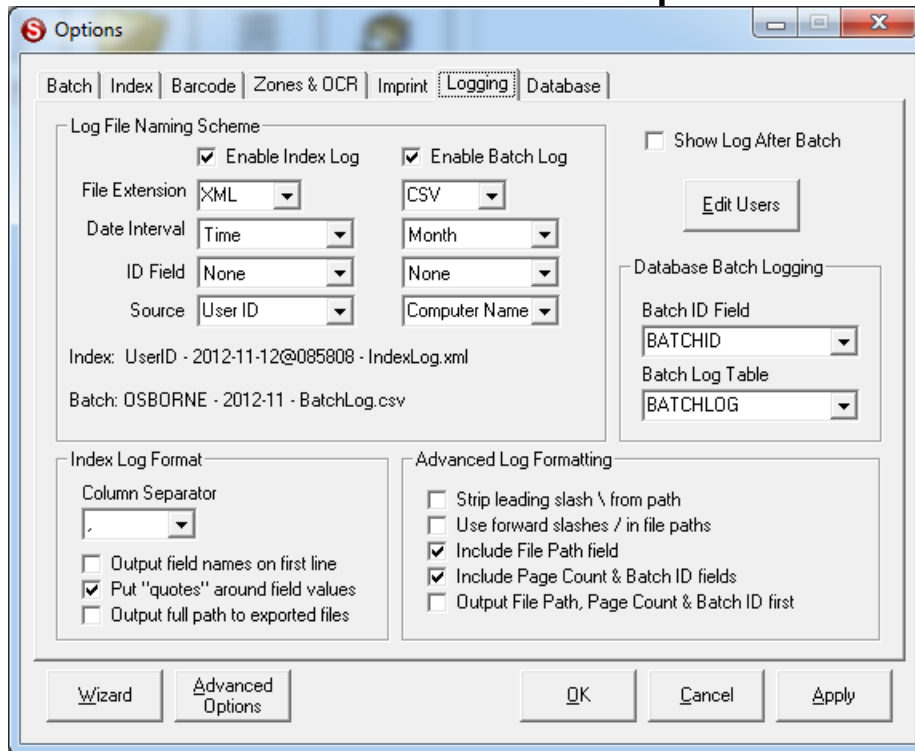 Options
Batch Index Barcode Zones & OCR Imprint Logging Database
Log File Naming Scheme
Enable Index Log Enable Batch Log
File Extension XML CSV
Date Interval Time Month
ID Field None None
Source User ID Computer Name
Index: UserID - 2012-11-12@085808 - IndexLog.xml
Batch: OSBORNE - 2012-11 - BatchLog.csv
Show Log After Batch
Edit Users
Database Batch Logging
Batch ID Field
BATCHID
Batch Log Table
BATCHLOG
Index Log Format
Column Separator
,
Output field names on first line
Put "quotes" around field values
Output full path to exported files
Advanced Log Formatting
Strip leading slash \ from path
Use forward slashes / in file paths
Include File Path field
Include Page Count & Batch ID fields
Output File Path, Page Count & Batch ID first
Wizard
Advanced
Options
OK Cancel Apply